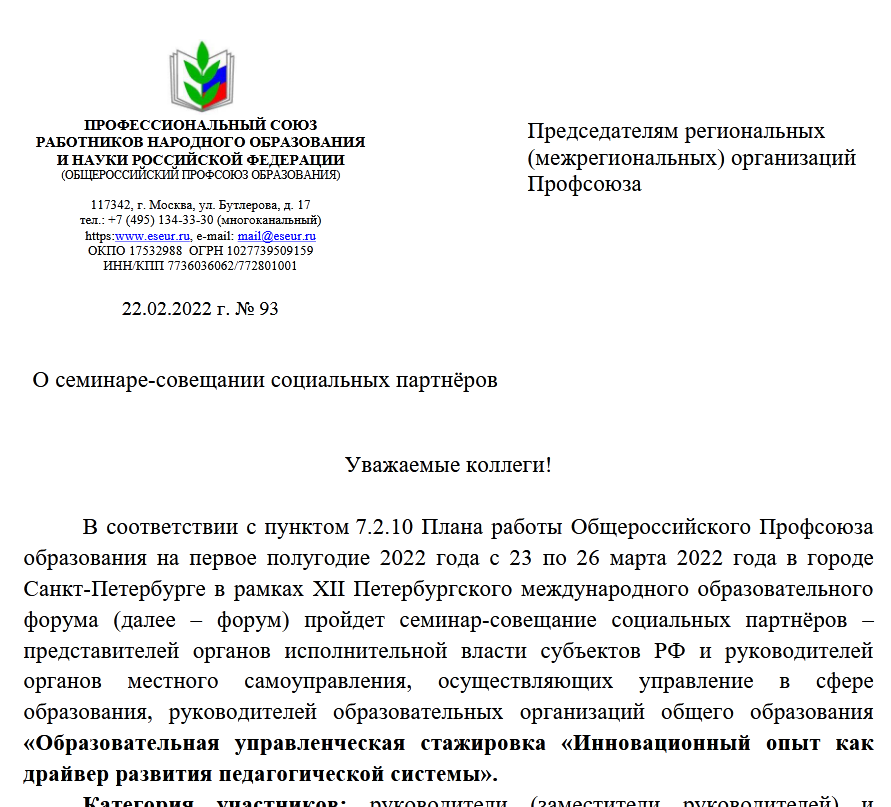 ПРОФЕССИОНАЛЬНЫЙ СОЮЗ
РАБОТНИКОВ НАРОДНОГО ОБРАЗОВАНИЯ
И НАУКИ РОССИЙСКОЙ ФЕДЕРАЦИИ
(ОБЩЕРОССИЙСКИЙ ПРОФСОЮЗ ОБРАЗОВАНИЯ)
117342, г. Москва, ул. Бутлерова, д. 17
тел.: +7 (495) 134-33-30 (многоканальный)
https:www.eseur.ru, e-mail: mail@eseur.ru
ОКПО 17532988 ОГРН 1027739509159
ИНН/КПП 7736036062/772801001
22.02.2022 г. № 93
Председателям региональных
(межрегиональных) организаций
Профсоюза
О семинаре-совещании социальных партнёров
Уважаемые коллеги!
В соответствии с пунктом 7.2.10 Плана работы Общероссийского Профсоюза
образования на первое полугодие 2022 года с 23 по 26 марта 2022 года в городе
Санкт-Петербурге в рамках XII Петербургского международного образовательного
форума (далее – форум) пройдет семинар-совещание социальных партнёров –
представителей органов исполнительной власти субъектов РФ и руководителей
органов местного самоуправления, осуществляющих управление в сфере
образования, руководителей образовательных организаций общего образования
«Образовательная управленческая стажировка «Инновационный опыт как
драйвер развития педагогической системы».
Категория участников: руководители (заместители руководителей) и